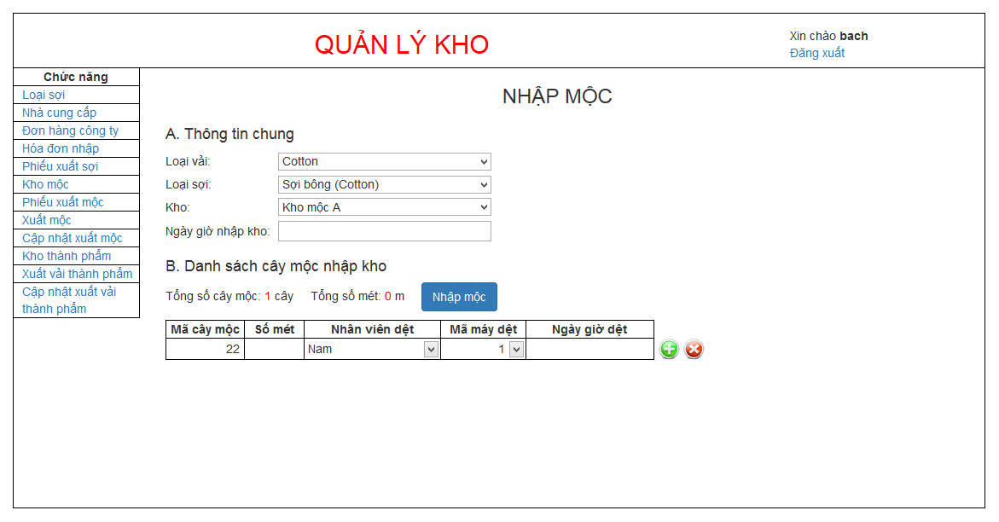 QUẢN LÝ KHO
Xin chào bach
Đăng xuất
Chức năng
Loại sợi
Nhà cung cấp
Đơn hàng công ty
Hóa đơn nhập
Phiếu xuất sợi
Kho mộc
Phiếu xuất mộc
Xuất mộc
Cập nhật xuất mộc
Kho thành phẩm
Xuất vải thành phẩm
Cập nhật xuất vải
thành phẩm
NHẬP MỘC
A. Thông tin chung
Loại vải: Cotton
Loại sợi: Sợi bông (Cotton)
Kho: Kho mộc A
Ngày giờ nhập kho:
B. Danh sách cây mộc nhập kho
Tổng số cây mộc: 1 cây Tổng số mét: 0 m Nhập mộc
Mã cây mộc Số mét Nhân viên dệt Mã máy dệt Ngày giờ dệt
22 Nam 1